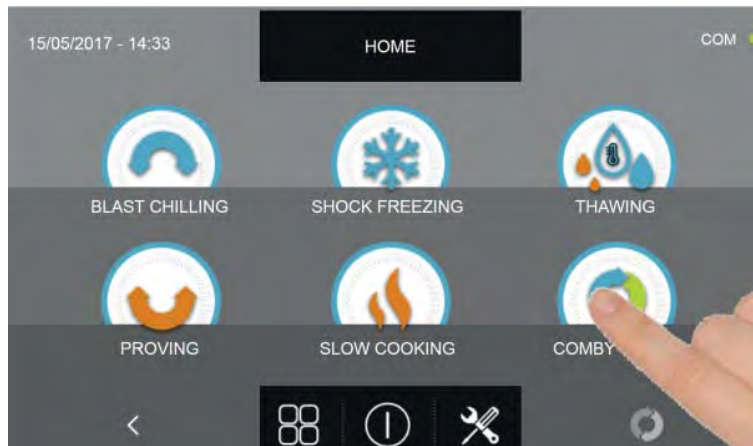 15/05/2017 - 14:33 HOME COM
BLAST CHILLING SHOCK FREEZING THAWING
PROVING SLOW COOKING COMBY